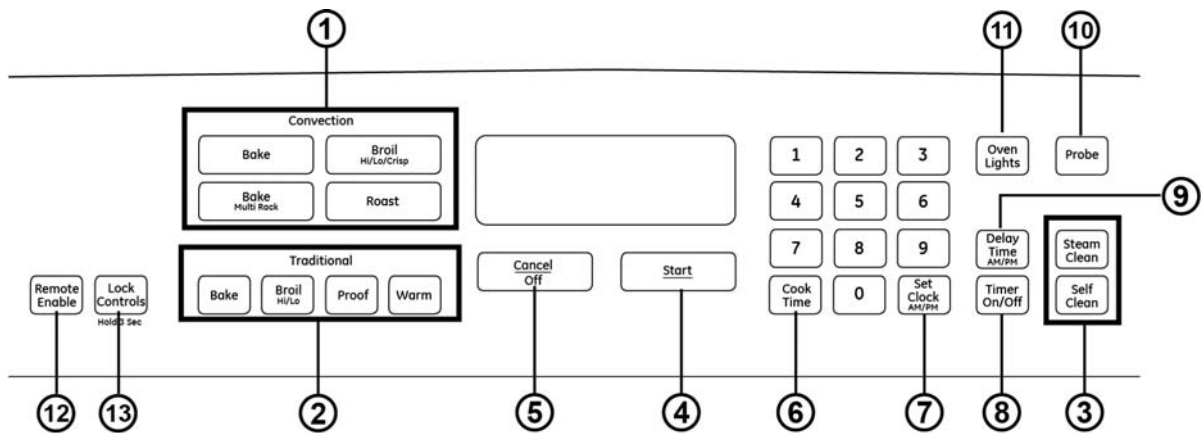 1
11
10
Convection
Bake
Broil
Hi/Lo/Crisp
Bake
Multi Rack
Roast
1
2
3
Oven
Lights
Probe
4
5
6
9
Traditional
Bake
Broil
Hi/Lo
Proof
Warm
Cancel
Off
Start
7
8
9
Delay
Time
AM/PM
Steam
Clean
Remote
Enable
Lock
Controls
Hold 3 Sec
Cook
Time
0
Set
Clock
AM/PM
Timer
On/Off
Self
Clean
12
13
2
5
4
6
7
8
3